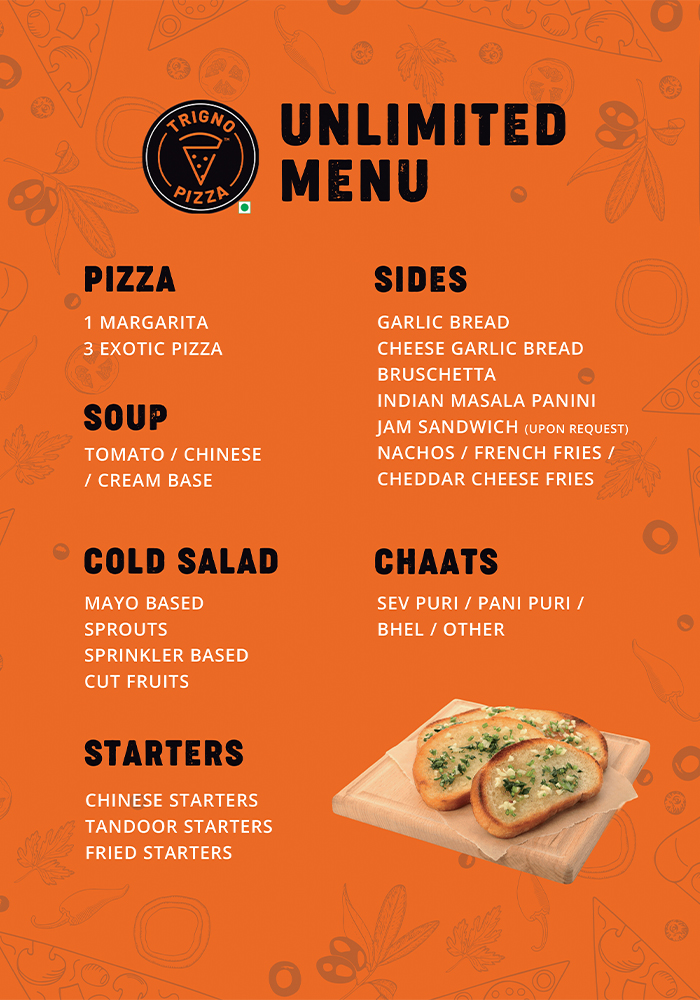 TRIGNO
PIZZA
UNLIMITED
MENU
PIZZA
1 MARGARITA
3 EXOTIC PIZZA
SOUP
TOMATO / CHINESE
/ CREAM BASE
COLD SALAD
MAYO BASED
SPROUTS
SPRINKLER BASED
CUT FRUITS
STARTERS
CHINESE STARTERS
TANDOOR STARTERS
FRIED STARTERS
SIDES
GARLIC BREAD
CHEESE GARLIC BREAD
BRUSCHETTA
INDIAN MASALA PANINI
JAM SANDWICH (UPON REQUEST)
NACHOS / FRENCH FRIES /
CHEDDAR CHEESE FRIES
CHAATS
SEV PURI / PANI PURI /
BHEL / OTHER